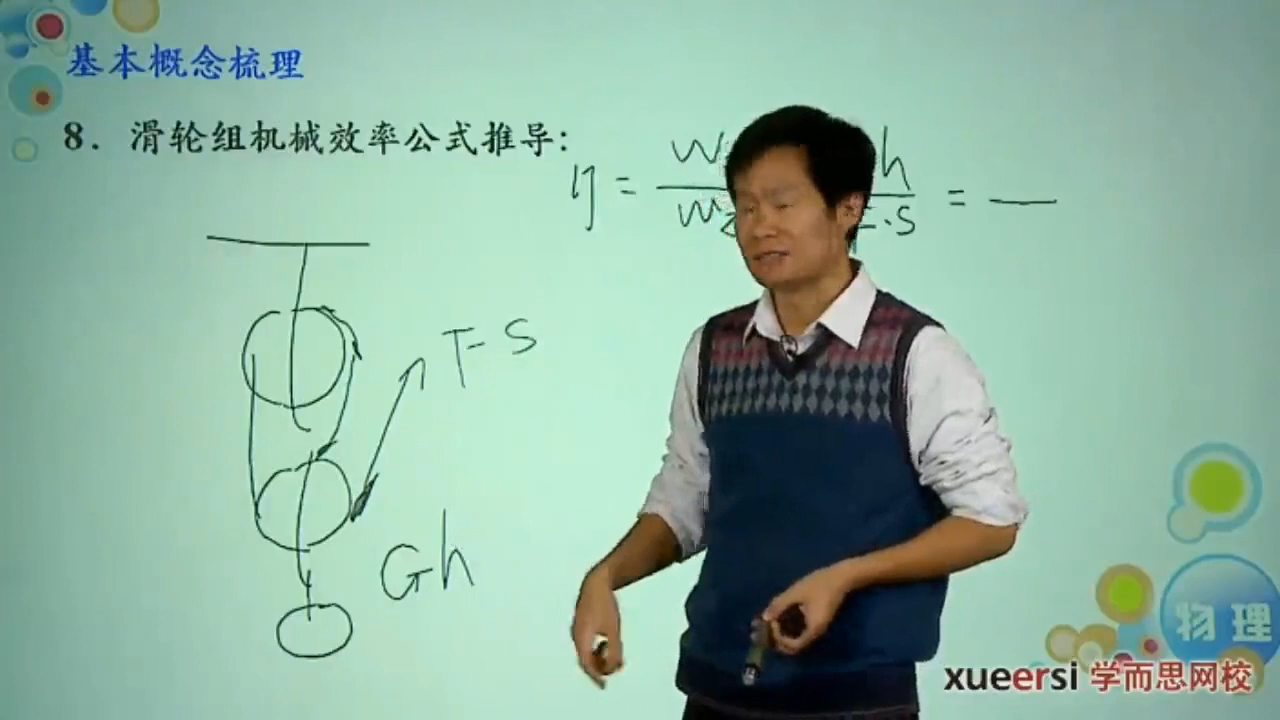 基本概念梳理
8. 滑轮组机械效率公式推导:
η = W h
W F·S = —
F S
Gh
物理
xueersi 学而思网校